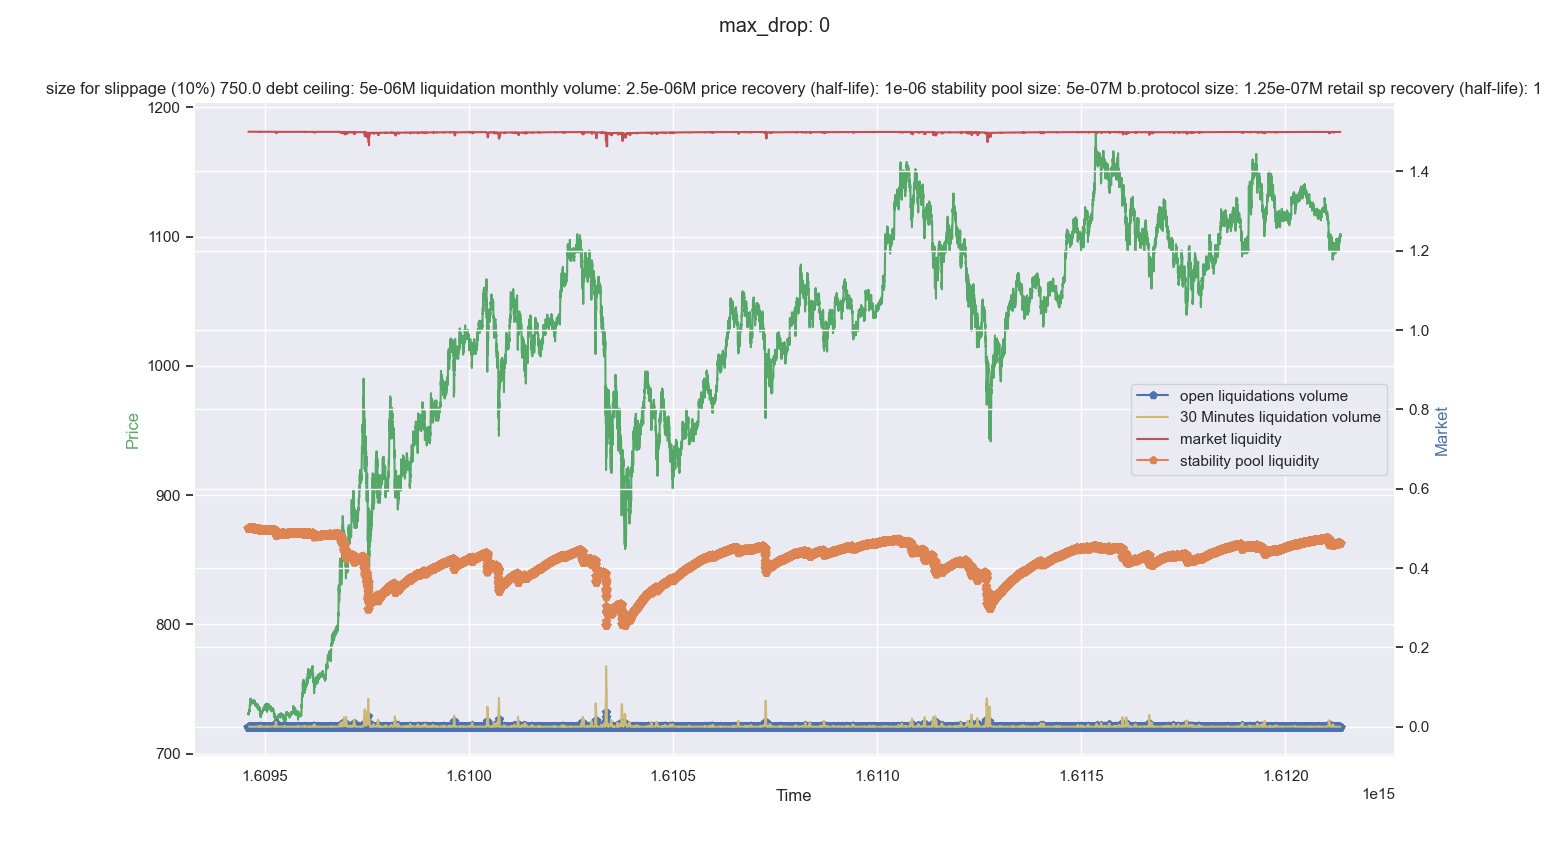 max_drop: 0
size for slippage (10%) 750.0 debt ceiling: 5e-06M liquidation monthly volume: 2.5e-06M price recovery (half-life): 1e-06 stability pool size: 5e-07M b.protocol size: 1.25e-07M retail sp recovery (half-life): 1
1200
1100
1000
900
800
700
Price
1.4
1.2
1.0
0.8
0.6
0.4
0.2
0.0
Market
open liquidations volume
30 Minutes liquidation volume
market liquidity
stability pool liquidity
1.6095 1.6100 1.6105 1.6110 1.6115 1.6120
Time
1e15